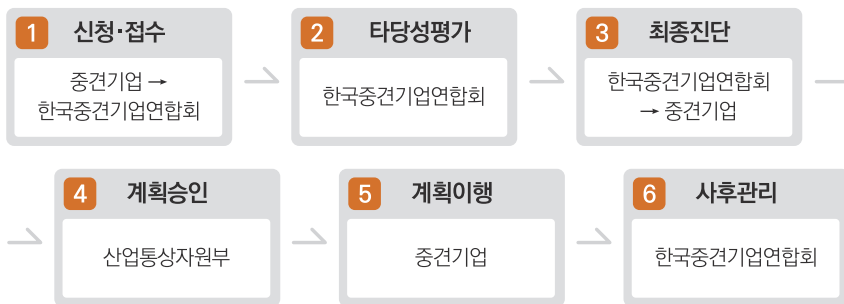 1 신청·접수
중견기업 →
한국중견기업연합회
2 타당성평가
한국중견기업연합회
3 최종진단
한국중견기업연합회
→ 중견기업
4 계획승인
산업통상자원부
5 계획이행
중견기업
6 사후관리
한국중견기업연합회